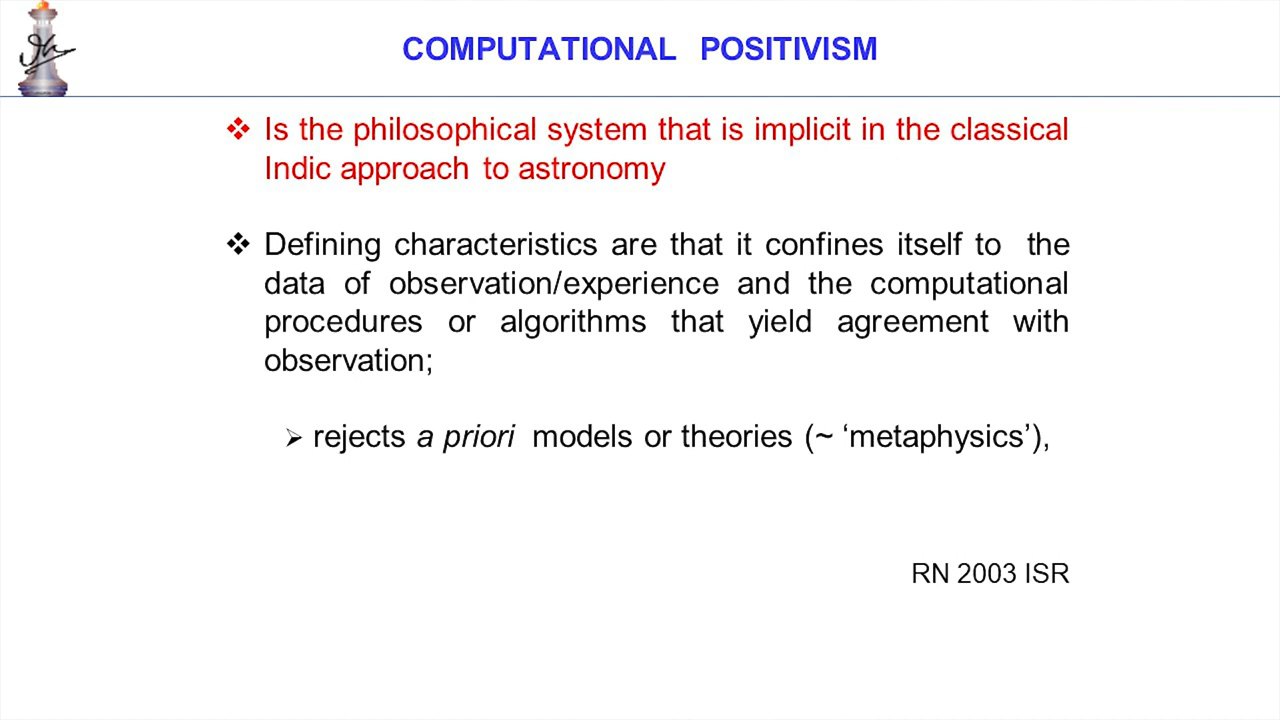 COMPUTATIONAL POSITIVISM
❖ Is the philosophical system that is implicit in the classical
Indic approach to astronomy
❖ Defining characteristics are that it confines itself to the
data of observation/experience and the computational
procedures or algorithms that yield agreement with
observation;
➢ rejects a priori models or theories (~ ‘metaphysics’),
RN 2003 ISR